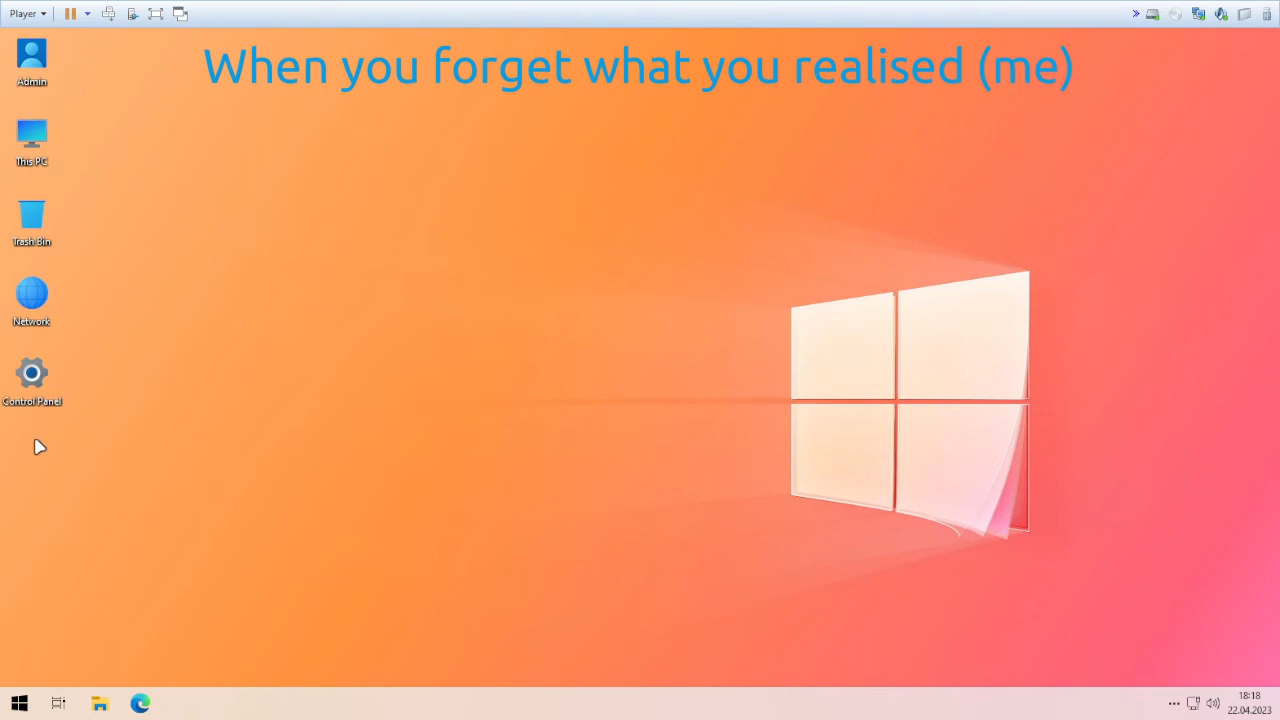 Player
When you forget what you realised (me)
Admin
This PC
Trash Bin
Network
Control Panel
18:18
22.04.2023